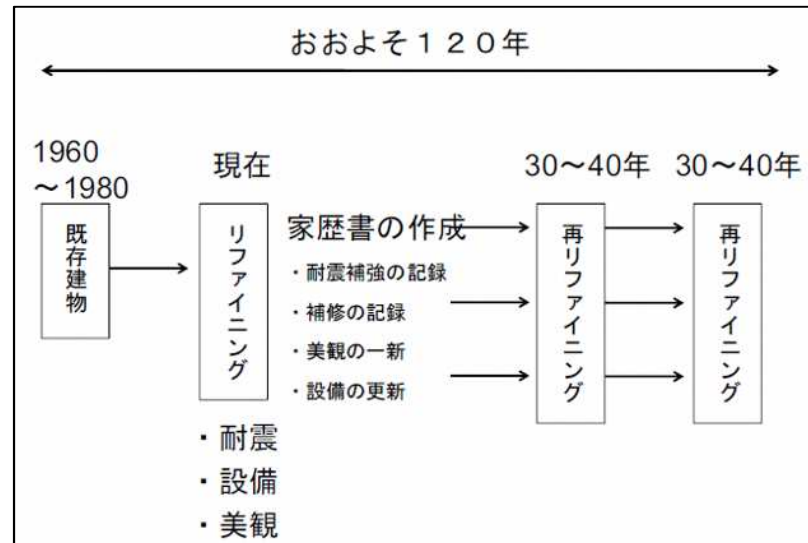 おおよそ１２０年
1960
～1980
現在
30～40年
30～40年
既存建物
リファイニング
家歴書の作成
・耐震補強の記録
・補修の記録
・美観の一新
・設備の更新
再リファイニング
再リファイニング
・耐震
・設備
・美観